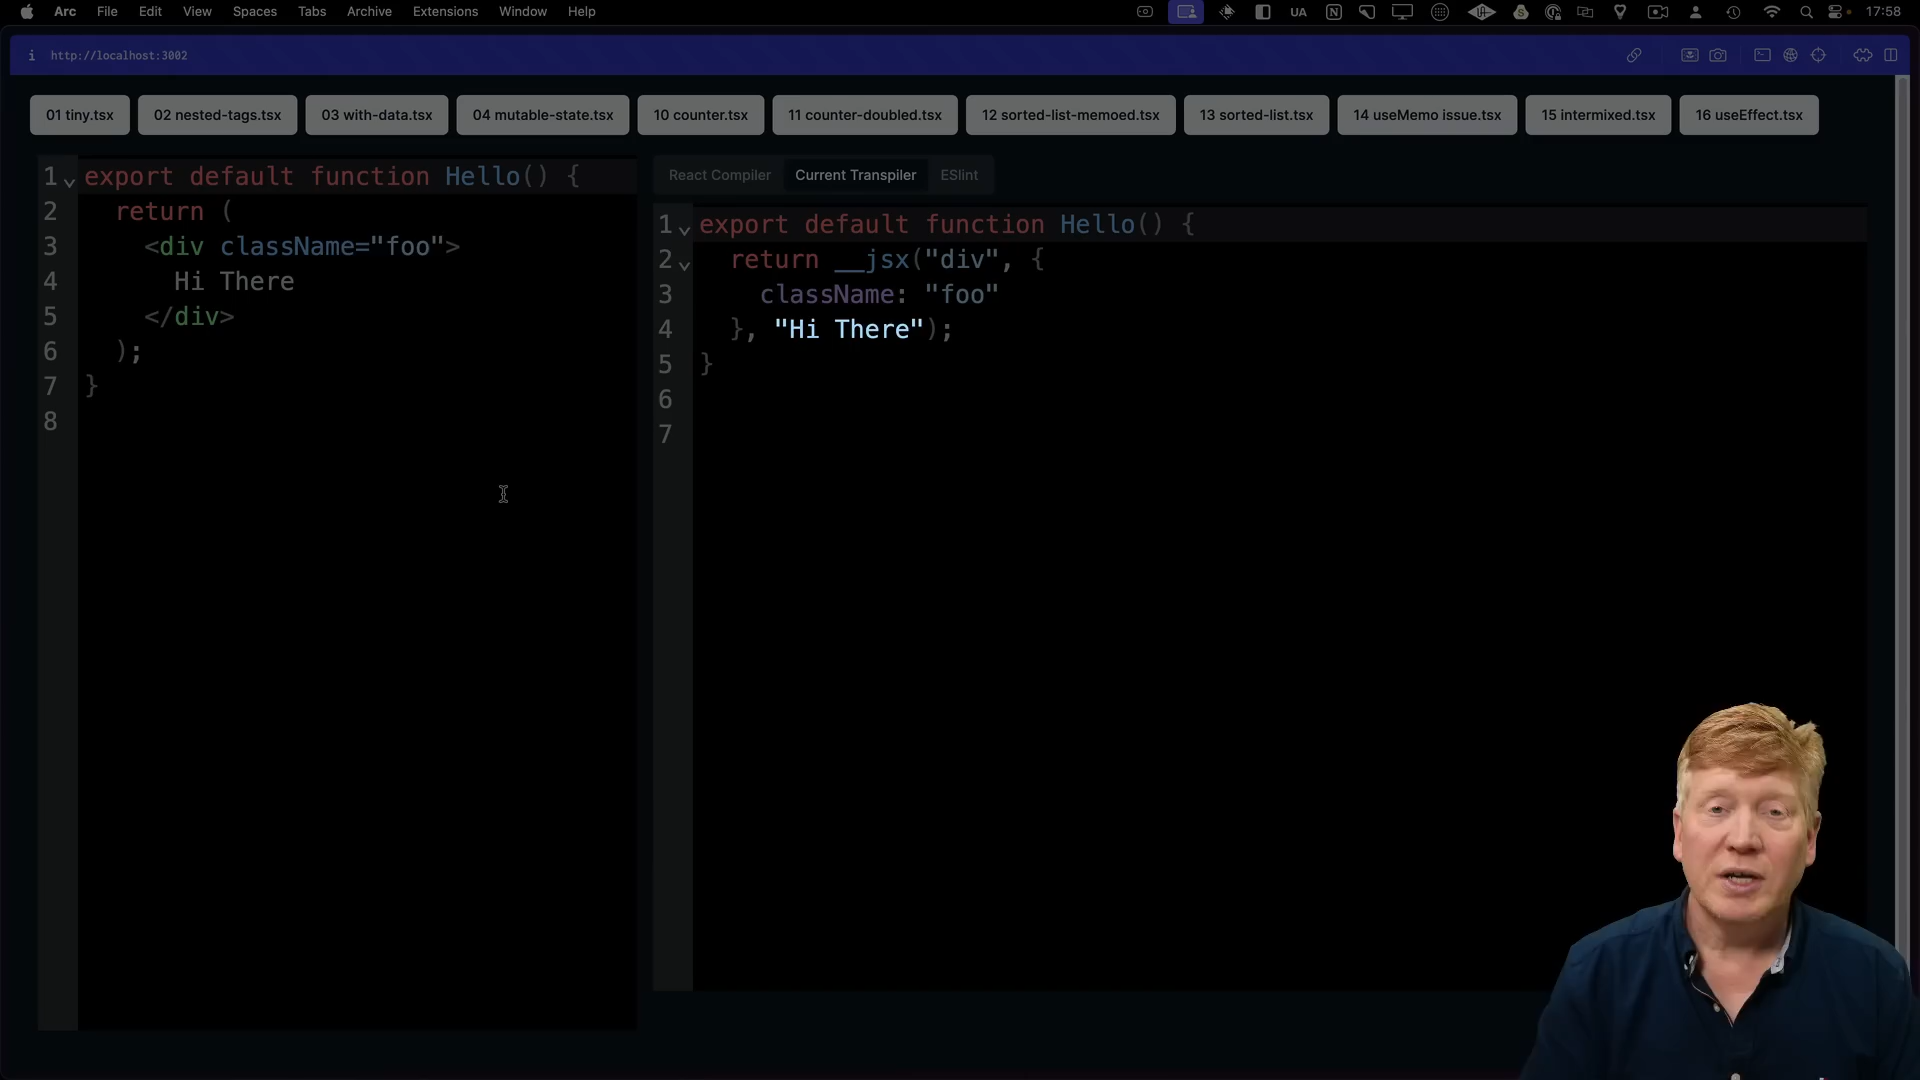 Arc File Edit View Spaces Tabs Archive Extensions Window Help UA 17:58
http://localhost:3002
01 tiny.tsx 02 nested-tags.tsx 03 with-data.tsx 04 mutable-state.tsx 10 counter.tsx 11 counter-doubled.tsx 12 sorted-list-memoed.tsx 13 sorted-list.tsx 14 useMemo issue.tsx 15 intermixed.tsx 16 useEffect.tsx
1 export default function Hello() {
2 return (
3 <div className="foo">
4 Hi There
5 </div>
6 );
7 }
8
React Compiler Current Transpiler ESlint
1 export default function Hello() {
2 return __jsx("div", {
3 className: "foo"
4 }, "Hi There");
5 }
6
7